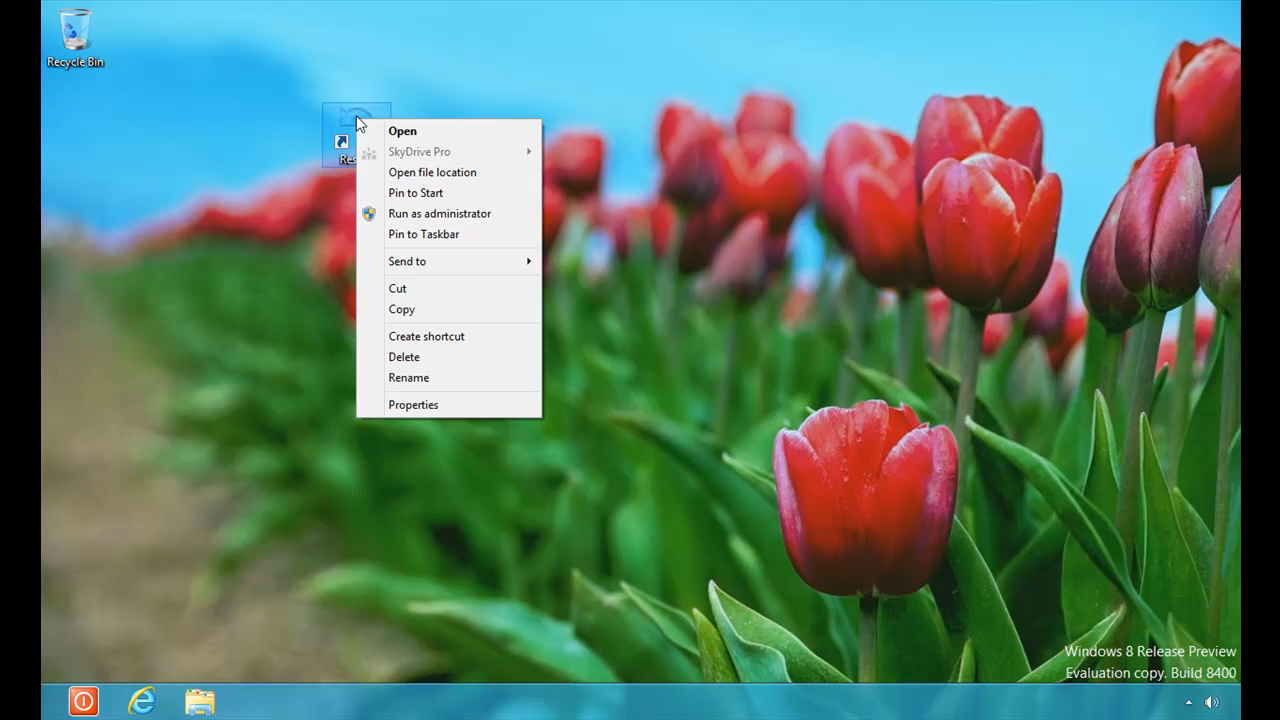 Recycle Bin
Open
SkyDrive Pro
Open file location
Pin to Start
Run as administrator
Pin to Taskbar
Send to
Cut
Copy
Create shortcut
Delete
Rename
Properties
Windows 8 Release Preview
Evaluation copy. Build 8400